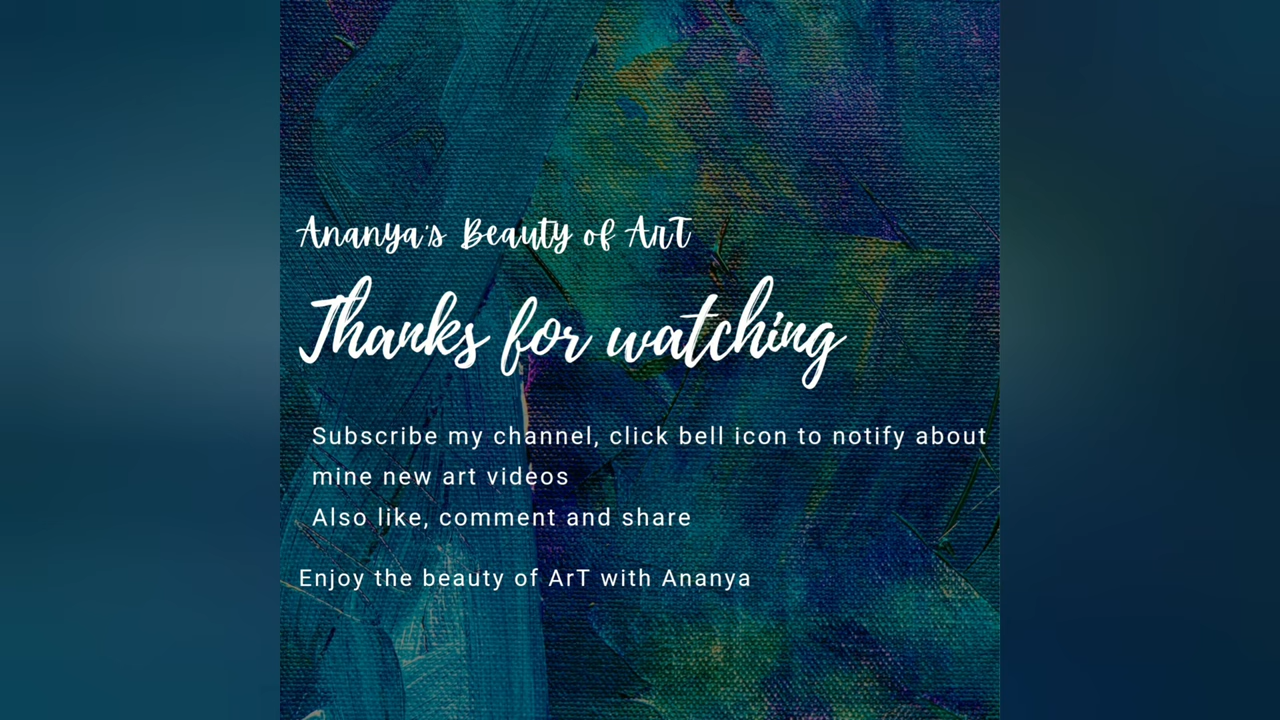 Ananya's Beauty of ArT
Thanks for watching
Subscribe my channel, click bell icon to notify about
mine new art videos
Also like, comment and share
Enjoy the beauty of ArT with Ananya